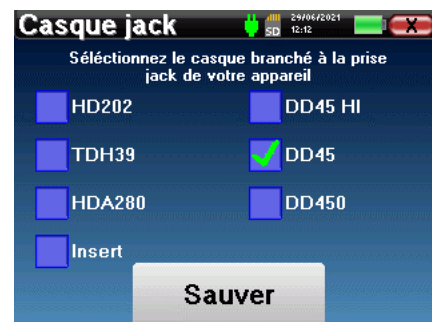 Casque jack
SD
29/06/2021
12:12
X
Séléctionnez le casque branché à la prise
jack de votre appareil
HD202
DD45 HI
TDH39
DD45
HDA280
DD450
Insert
Sauver